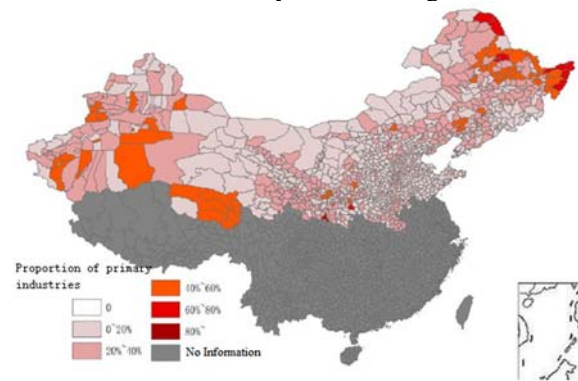 Proportion of primary
industries
0
0~20%
20%~40%
40%~60%
60%~80%
80%~
No Information